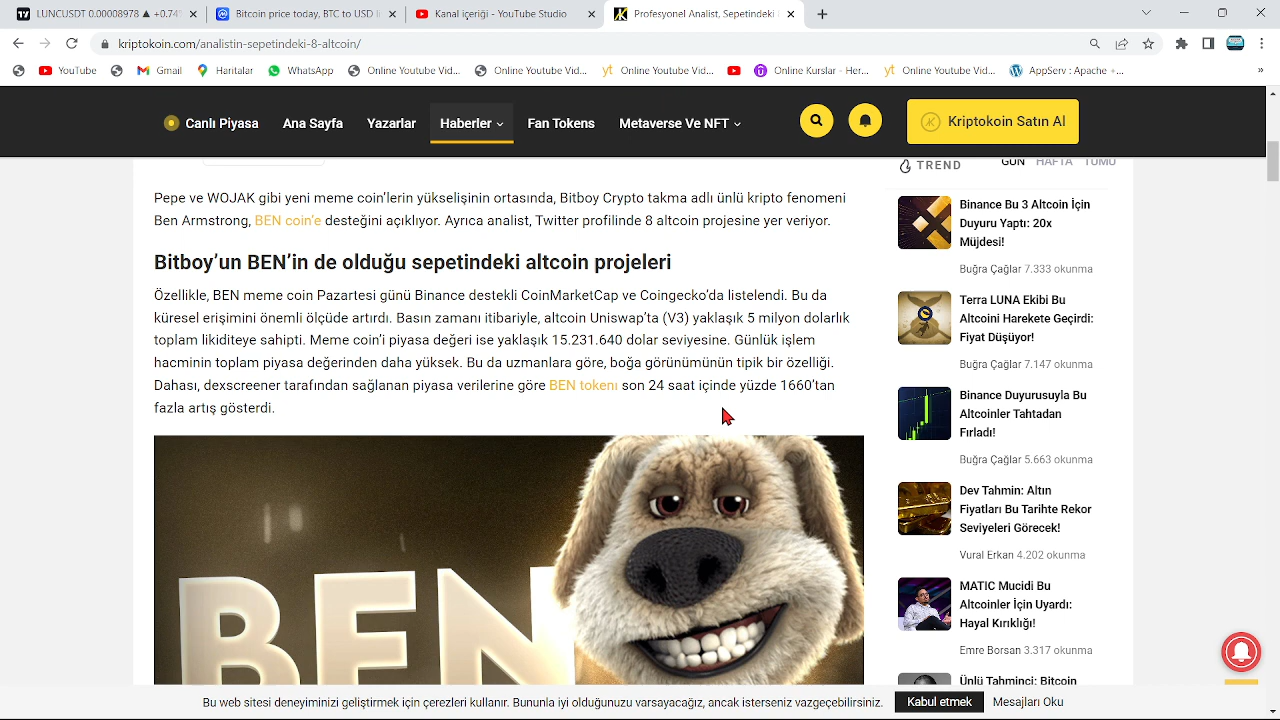 LUNCUSDT 0.00008978 ▲ +0.74
Bitcoin price today, BTC to USD li
Kanal içeriği - YouTube Studio
Profesyonel Analist, Sepetindeki
kriptokoin.com/analistin-sepetindeki-8-altcoin/
YouTube
Gmail
Haritalar
WhatsApp
Online Youtube Vid...
Online Youtube Vid...
Online Youtube Vid...
Online Kurslar - Her...
Online Youtube Vid...
AppServ : Apache +...
»
Canlı Piyasa
Ana Sayfa
Yazarlar
Haberler
Fan Tokens
Metaverse Ve NFT
Kriptokoin Satın Al
TREND
GÜN
HAFTA
TÜMÜ
Pepe ve WOJAK gibi yeni meme coin’lerin yükselişinin ortasında, Bitboy Crypto takma adlı ünlü kripto fenomeni
Ben Armstrong, BEN coin’e desteğini açıklıyor. Ayrıca analist, Twitter profilinde 8 altcoin projesine yer veriyor.
Bitboy’un BEN’in de olduğu sepetindeki altcoin projeleri
Özellikle, BEN meme coin Pazartesi günü Binance destekli CoinMarketCap ve Coingecko’da listelendi. Bu da
küresel erişimini önemli ölçüde artırdı. Basın zamanı itibariyle, altcoin Uniswap’ta (V3) yaklaşık 5 milyon dolarlık
toplam likiditeye sahipti. Meme coin’i piyasa değeri ise yaklaşık 15.231.640 dolar seviyesine. Günlük işlem
hacminin toplam piyasa değerinden daha yüksek. Bu da uzmanlara göre, boğa görünümünün tipik bir özelliği.
Dahası, dexscreener tarafından sağlanan piyasa verilerine göre BEN tokenı son 24 saat içinde yüzde 1660’tan
fazla artış gösterdi.
BEN
Binance Bu 3 Altcoin İçin
Duyuru Yaptı: 20x
Müjdesi!
Buğra Çağlar 7.333 okunma
Terra LUNA Ekibi Bu
Altcoini Harekete Geçirdi:
Fiyat Düşüyor!
Buğra Çağlar 7.147 okunma
Binance Duyurusuyla Bu
Altcoinler Tahtadan
Fırladı!
Buğra Çağlar 5.663 okunma
Dev Tahmin: Altın
Fiyatları Bu Tarihte Rekor
Seviyeleri Görecek!
Vural Erkan 4.202 okunma
MATIC Mucidi Bu
Altcoinler İçin Uyardı:
Hayal Kırıklığı!
Emre Borsan 3.317 okunma
Ünlü Tahminci: Bitcoin
Bu web sitesi deneyiminizi geliştirmek için çerezleri kullanır. Bununla iyi olduğunuzu varsayacağız, ancak isterseniz vazgeçebilirsiniz.
Kabul etmek
Mesajları Oku